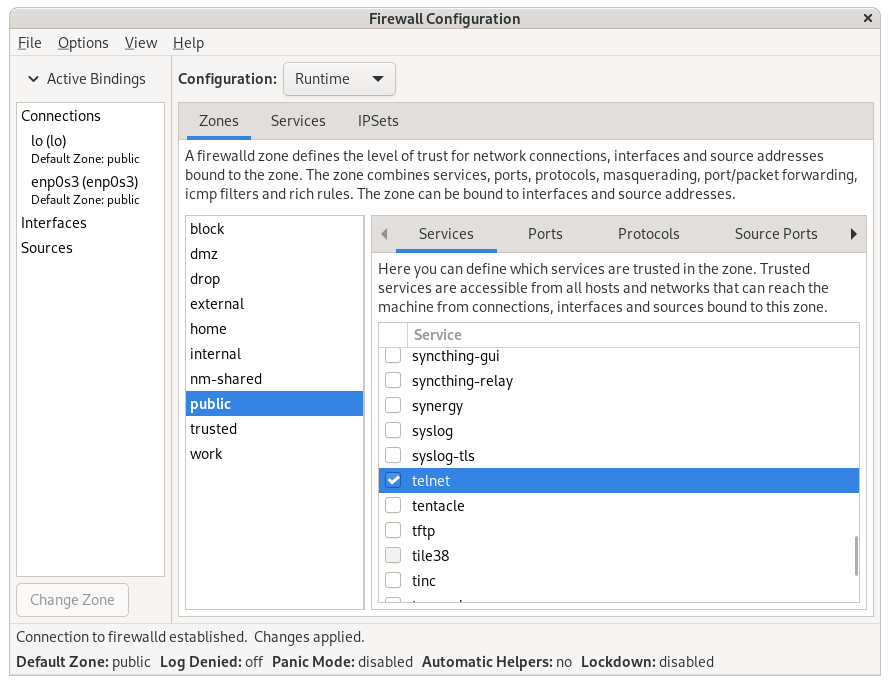 Firewall Configuration
File Options View Help
Active Bindings
Configuration: Runtime
Connections
lo (lo)
Default Zone: public
enp0s3 (enp0s3)
Default Zone: public
Interfaces
Sources
Change Zone
Zones Services IPSets
A firewalld zone defines the level of trust for network connections, interfaces and source addresses
bound to the zone. The zone combines services, ports, protocols, masquerading, port/packet forwarding,
icmp filters and rich rules. The zone can be bound to interfaces and source addresses.
block
dmz
drop
external
home
internal
nm-shared
public
trusted
work
Services Ports Protocols Source Ports
Here you can define which services are trusted in the zone. Trusted
services are accessible from all hosts and networks that can reach the
machine from connections, interfaces and sources bound to this zone.
Service
syncthing-gui
syncthing-relay
synergy
syslog
syslog-tls
telnet
tentacle
tftp
tile38
tinc
Connection to firewalld established. Changes applied.
Default Zone: public Log Denied: off Panic Mode: disabled Automatic Helpers: no Lockdown: disabled